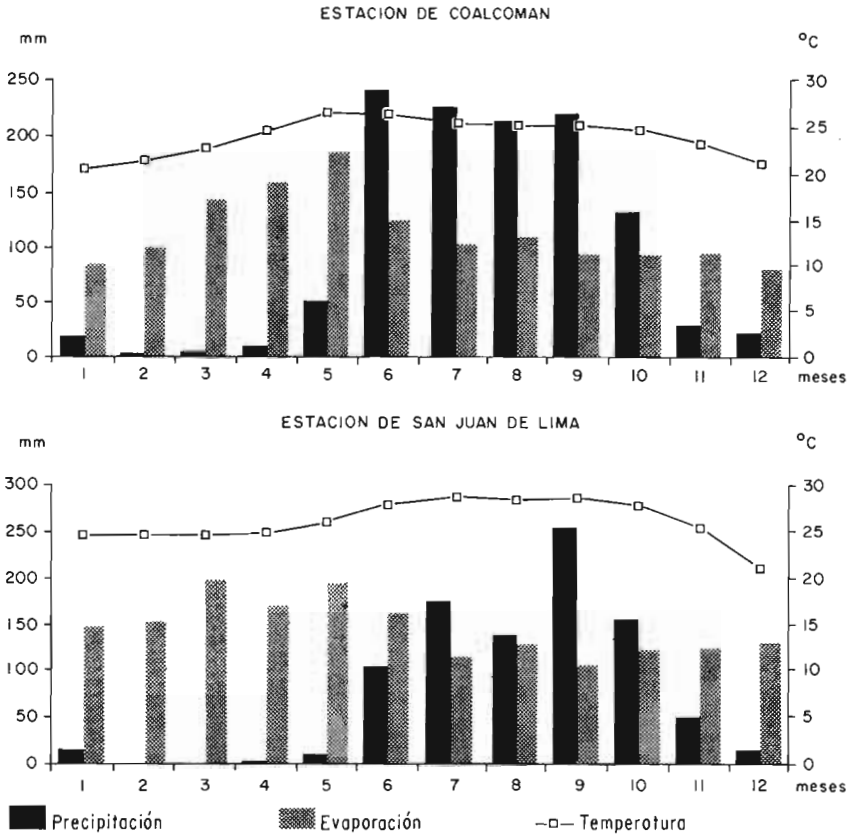 ESTACION DE COALCOMAN
mm °C
250 30
200 25
150 20
100 15
50 10
0 5
0
1 2 3 4 5 6 7 8 9 10 11 12 meses
ESTACION DE SAN JUAN DE LIMA
mm °C
300 30
250 25
200 20
150 15
100 10
50 5
0 0
1 2 3 4 5 6 7 8 9 10 11 12 meses
Precipitación Evaporación Temperotura